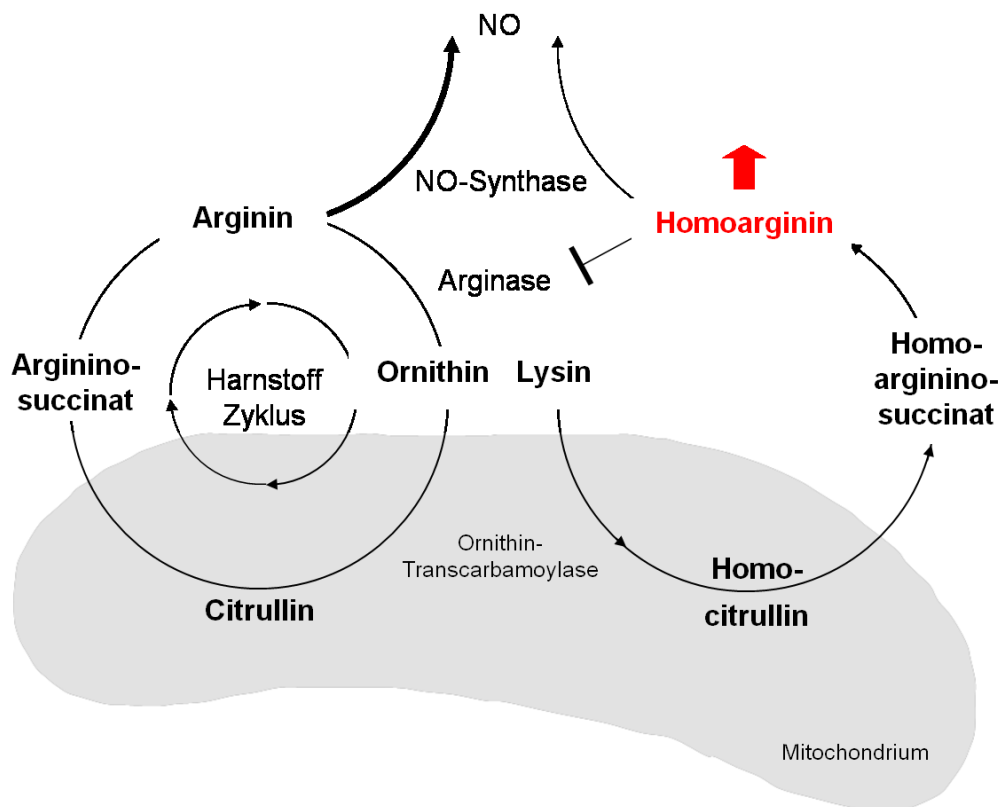 NO
NO-Synthase
Arginin
Homoarginin
Arginase
Arginino-
succinat
Harnstoff
Zyklus
Ornithin
Lysin
Homo-
arginino-
succinat
Ornithin-
Transcarbamoylase
Citrullin
Homo-
citrullin
Mitochondrium